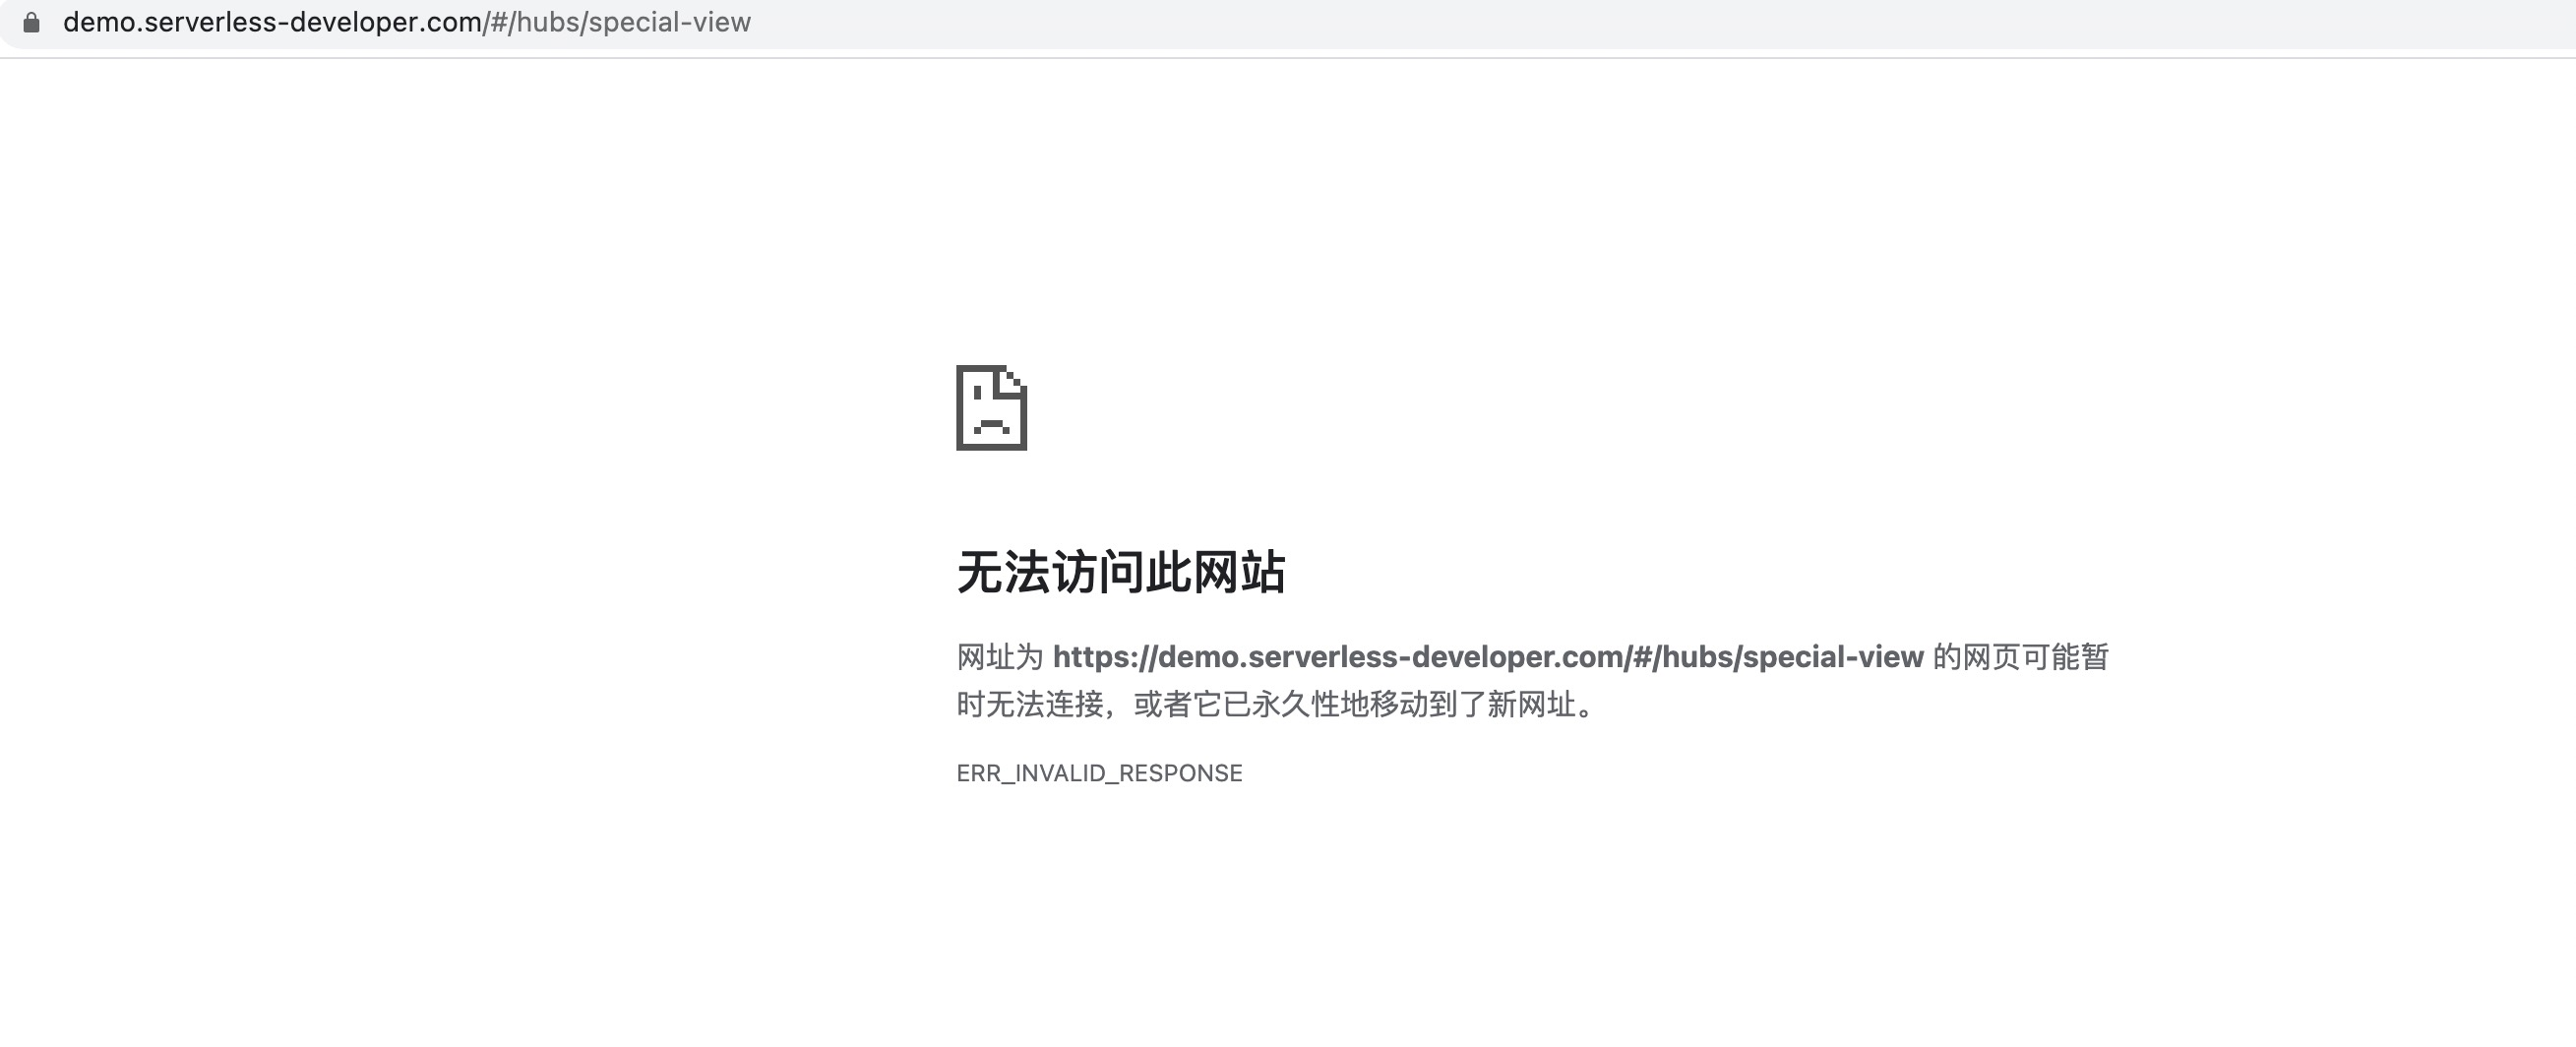 demo.serverless-developer.com/#/hubs/special-view
无法访问此网站
网址为 https://demo.serverless-developer.com/#/hubs/special-view 的网页可能暂
时无法连接，或者它已永久性地移动到了新网址。
ERR_INVALID_RESPONSE